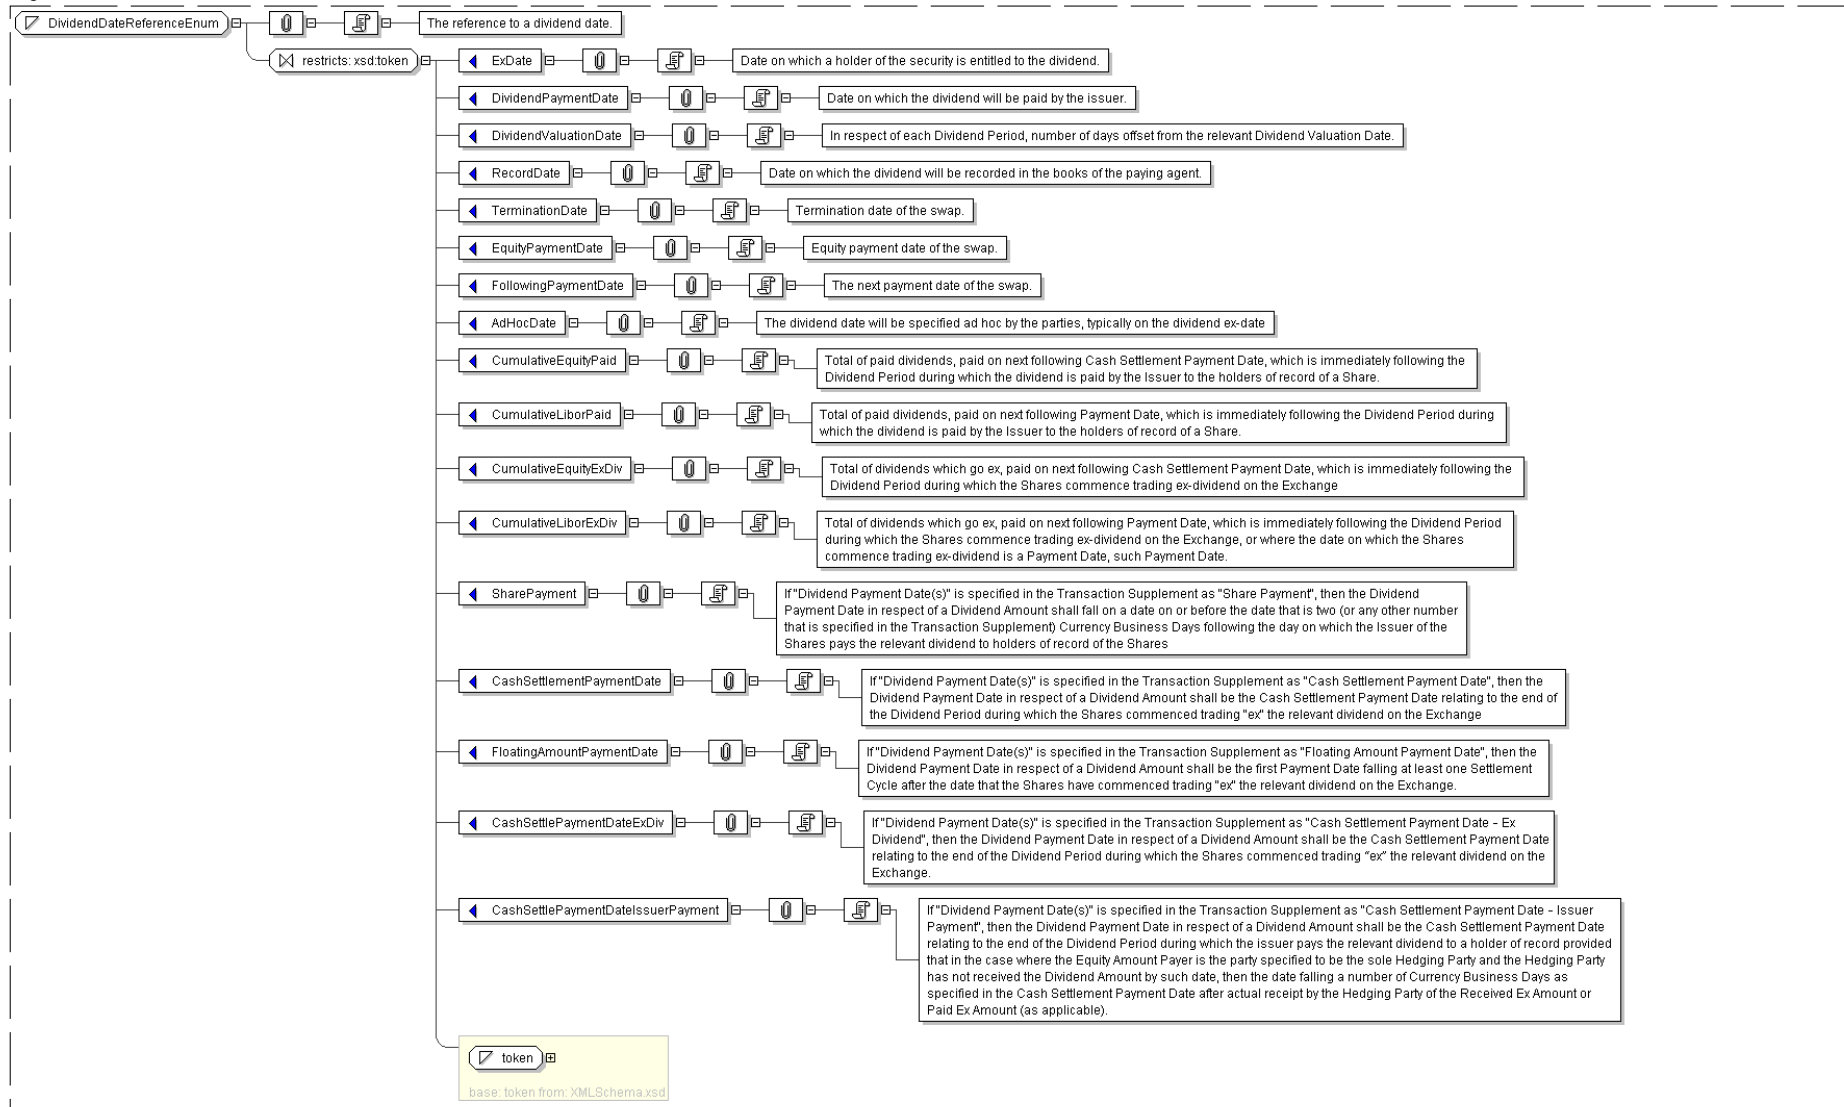 DividendDateReferenceEnum
The reference to a dividend date.
restricts: xsd:token
ExDate
Date on which a holder of the security is entitled to the dividend.
DividendPaymentDate
Date on which the dividend will be paid by the issuer.
DividendValuationDate
In respect of each Dividend Period, number of days offset from the relevant Dividend Valuation Date.
RecordDate
Date on which the dividend will be recorded in the books of the paying agent.
TerminationDate
Termination date of the swap.
EquityPaymentDate
Equity payment date of the swap.
FollowingPaymentDate
The next payment date of the swap.
AdHocDate
The dividend date will be specified ad hoc by the parties, typically on the dividend ex-date
CumulativeEquityPaid
Total of paid dividends, paid on next following Cash Settlement Payment Date, which is immediately following the
Dividend Period during which the dividend is paid by the Issuer to the holders of record of a Share.
CumulativeLiborPaid
Total of paid dividends, paid on next following Payment Date, which is immediately following the Dividend Period during
which the dividend is paid by the Issuer to the holders of record of a Share.
CumulativeEquityExDiv
Total of dividends which go ex, paid on next following Cash Settlement Payment Date, which is immediately following the
Dividend Period during which the Shares commence trading ex-dividend on the Exchange
CumulativeLiborExDiv
Total of dividends which go ex, paid on next following Payment Date, which is immediately following the Dividend Period
during which the Shares commence trading ex-dividend on the Exchange, or where the date on which the Shares
commence trading ex-dividend is a Payment Date, such Payment Date.
SharePayment
If "Dividend Payment Date(s)" is specified in the Transaction Supplement as "Share Payment", then the Dividend
Payment Date in respect of a Dividend Amount shall fall on a date on or before the date that is two (or any other number
that is specified in the Transaction Supplement) Currency Business Days following the day on which the Issuer of the
Shares pays the relevant dividend to holders of record of the Shares
CashSettlementPaymentDate
If "Dividend Payment Date(s)" is specified in the Transaction Supplement as "Cash Settlement Payment Date", then the
Dividend Payment Date in respect of a Dividend Amount shall be the Cash Settlement Payment Date relating to the end of
the Dividend Period during which the Shares commenced trading "ex" the relevant dividend on the Exchange
FloatingAmountPaymentDate
If "Dividend Payment Date(s)" is specified in the Transaction Supplement as "Floating Amount Payment Date", then the
Dividend Payment Date in respect of a Dividend Amount shall be the first Payment Date falling at least one Settlement
Cycle after the date that the Shares have commenced trading "ex" the relevant dividend on the Exchange.
CashSettlePaymentDateExDiv
If "Dividend Payment Date(s)" is specified in the Transaction Supplement as "Cash Settlement Payment Date – Ex
Dividend", then the Dividend Payment Date in respect of a Dividend Amount shall be the Cash Settlement Payment Date
relating to the end of the Dividend Period during which the Shares commenced trading “ex” the relevant dividend on the
Exchange.
CashSettlePaymentDateIssuerPayment
If "Dividend Payment Date(s)" is specified in the Transaction Supplement as "Cash Settlement Payment Date – Issuer
Payment", then the Dividend Payment Date in respect of a Dividend Amount shall be the Cash Settlement Payment Date
relating to the end of the Dividend Period during which the issuer pays the relevant dividend to a holder of record provided
that in the case where the Equity Amount Payer is the party specified to be the sole Hedging Party and the Hedging Party
has not received the Dividend Amount by such date, then the date falling a number of Currency Business Days as
specified in the Cash Settlement Payment Date after actual receipt by the Hedging Party of the Received Ex Amount or
Paid Ex Amount (as applicable).
token
base: token from: XMLSchema.xsd